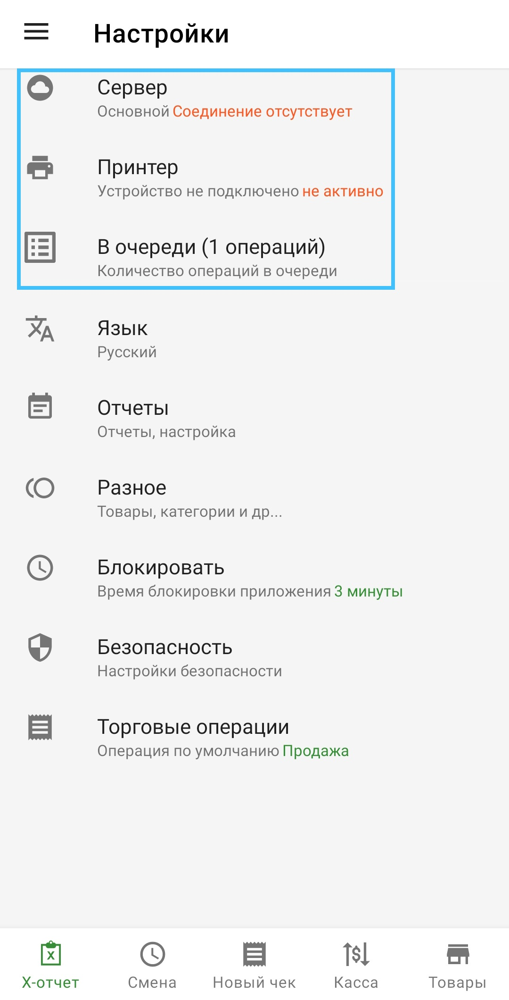 Настройки
Сервер
Основной Соединение отсутствует
Принтер
Устройство не подключено не активно
В очереди (1 операций)
Количество операций в очереди
Язык
Русский
Отчеты
Отчеты, настройка
Разное
Товары, категории и др...
Блокировать
Время блокировки приложения 3 минуты
Безопасность
Настройки безопасности
Торговые операции
Операция по умолчанию Продажа
X-отчет
Смена
Новый чек
Касса
Товары